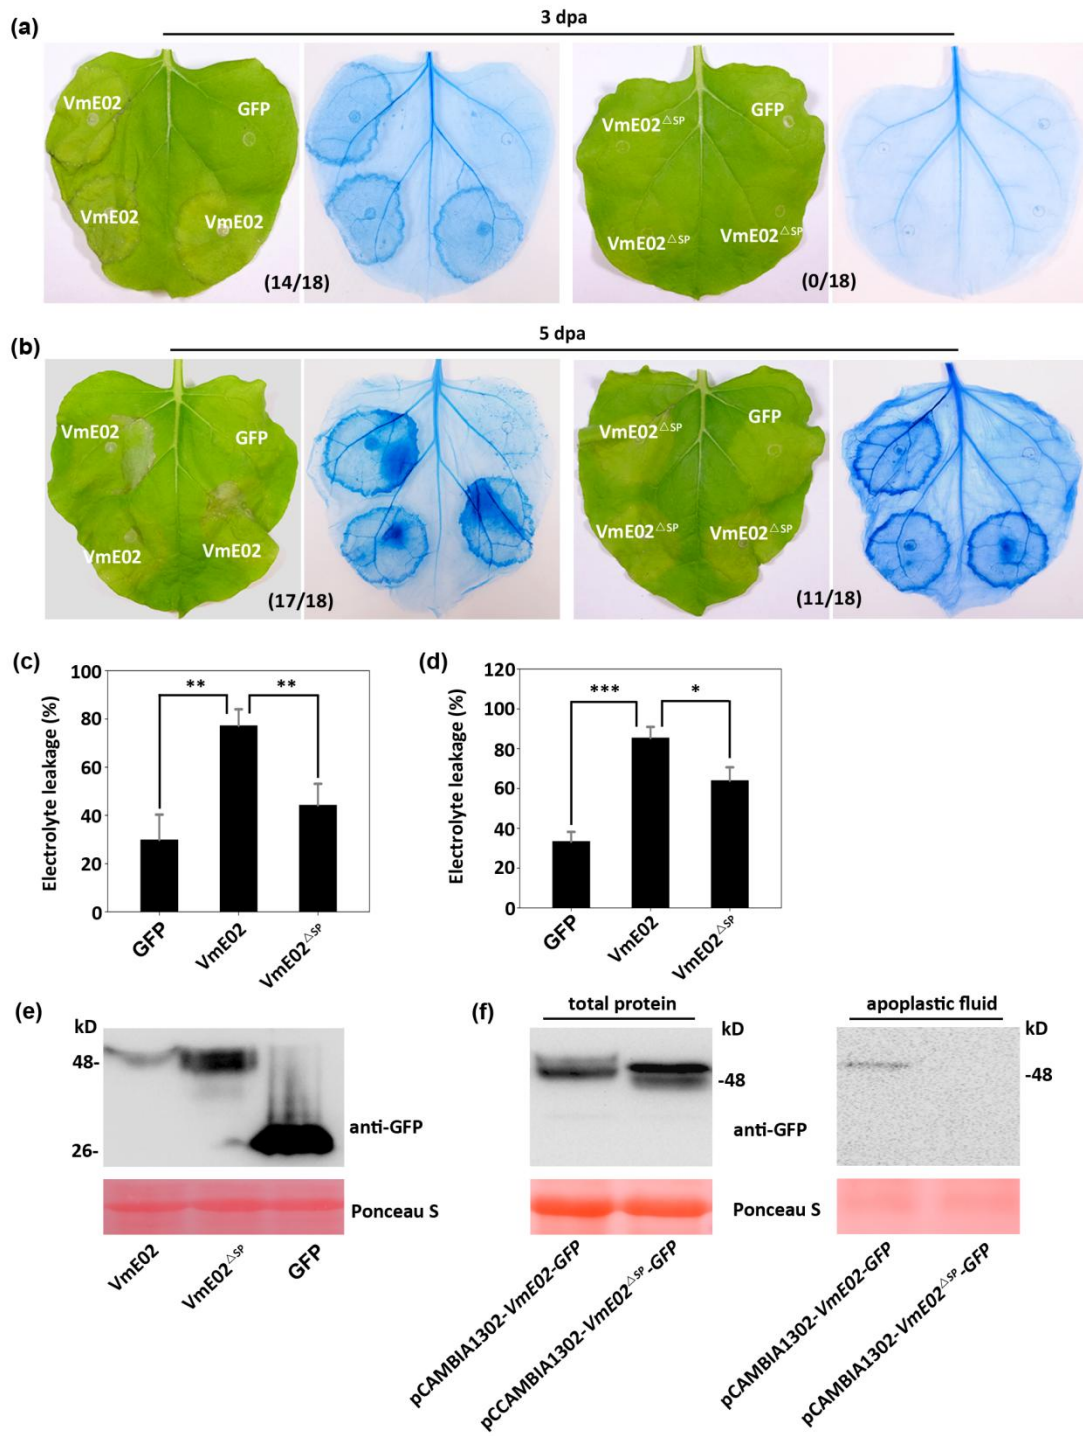 (a)
3 dpa
VmE02
GFP
VmE02
VmE02
(14/18)
VmE02△SP
GFP
VmE02△SP
VmE02△SP
(0/18)
(b)
5 dpa
VmE02
GFP
VmE02
VmE02
(17/18)
VmE02△SP
GFP
VmE02△SP
VmE02△SP
(11/18)
(c)
Electrolyte leakage (%)
100
80
60
40
20
0
**
**
GFP
VmE02
VmE02△SP
(d)
Electrolyte leakage (%)
120
100
80
60
40
20
0
***
*
GFP
VmE02
VmE02△SP
(e)
kD
48-
26-
anti-GFP
Ponceau S
VmE02
VmE02△SP
GFP
(f)
total protein
apoplastic fluid
kD
-48
kD
-48
anti-GFP
Ponceau S
pCAMBIA1302-VmE02-GFP
pCCAMBIA1302-VmE02△SP-GFP
pCAMBIA1302-VmE02-GFP
pCAMBIA1302-VmE02△SP-GFP